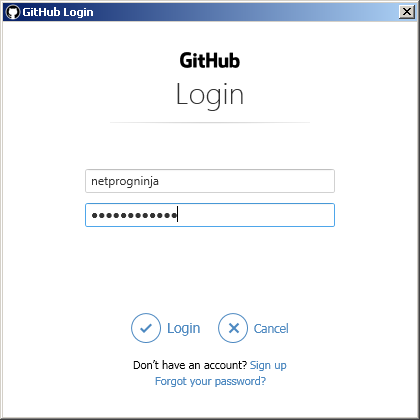 GitHub Login
GitHub
Login
netprogninja
●●●●●●●●●●●●
Login Cancel
Don't have an account? Sign up
Forgot your password?